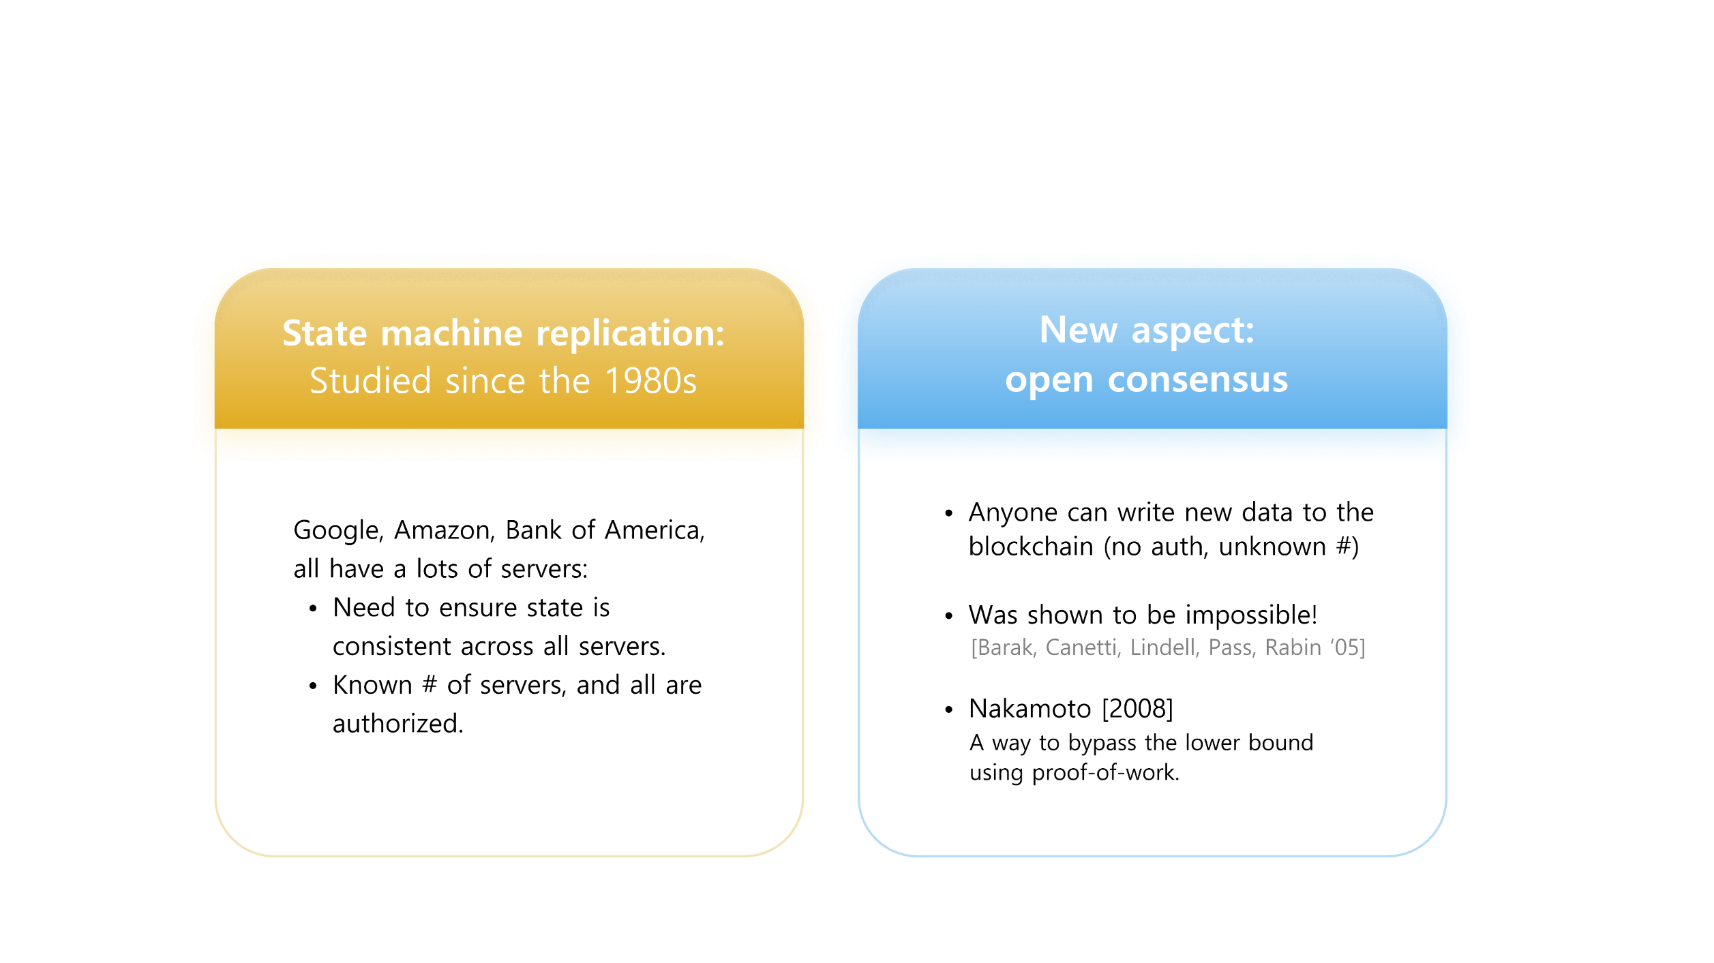 State machine replication:
Studied since the 1980s
Google, Amazon, Bank of America,
all have a lots of servers:
• Need to ensure state is
consistent across all servers.
• Known # of servers, and all are
authorized.
New aspect:
open consensus
• Anyone can write new data to the
blockchain (no auth, unknown #)
• Was shown to be impossible!
[Barak, Canetti, Lindell, Pass, Rabin ‘05]
• Nakamoto [2008]
A way to bypass the lower bound
using proof-of-work.